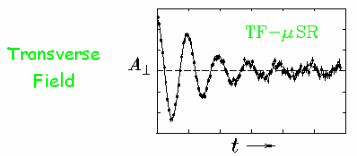 Transverse
Field
TF-μSR
A⊥
t